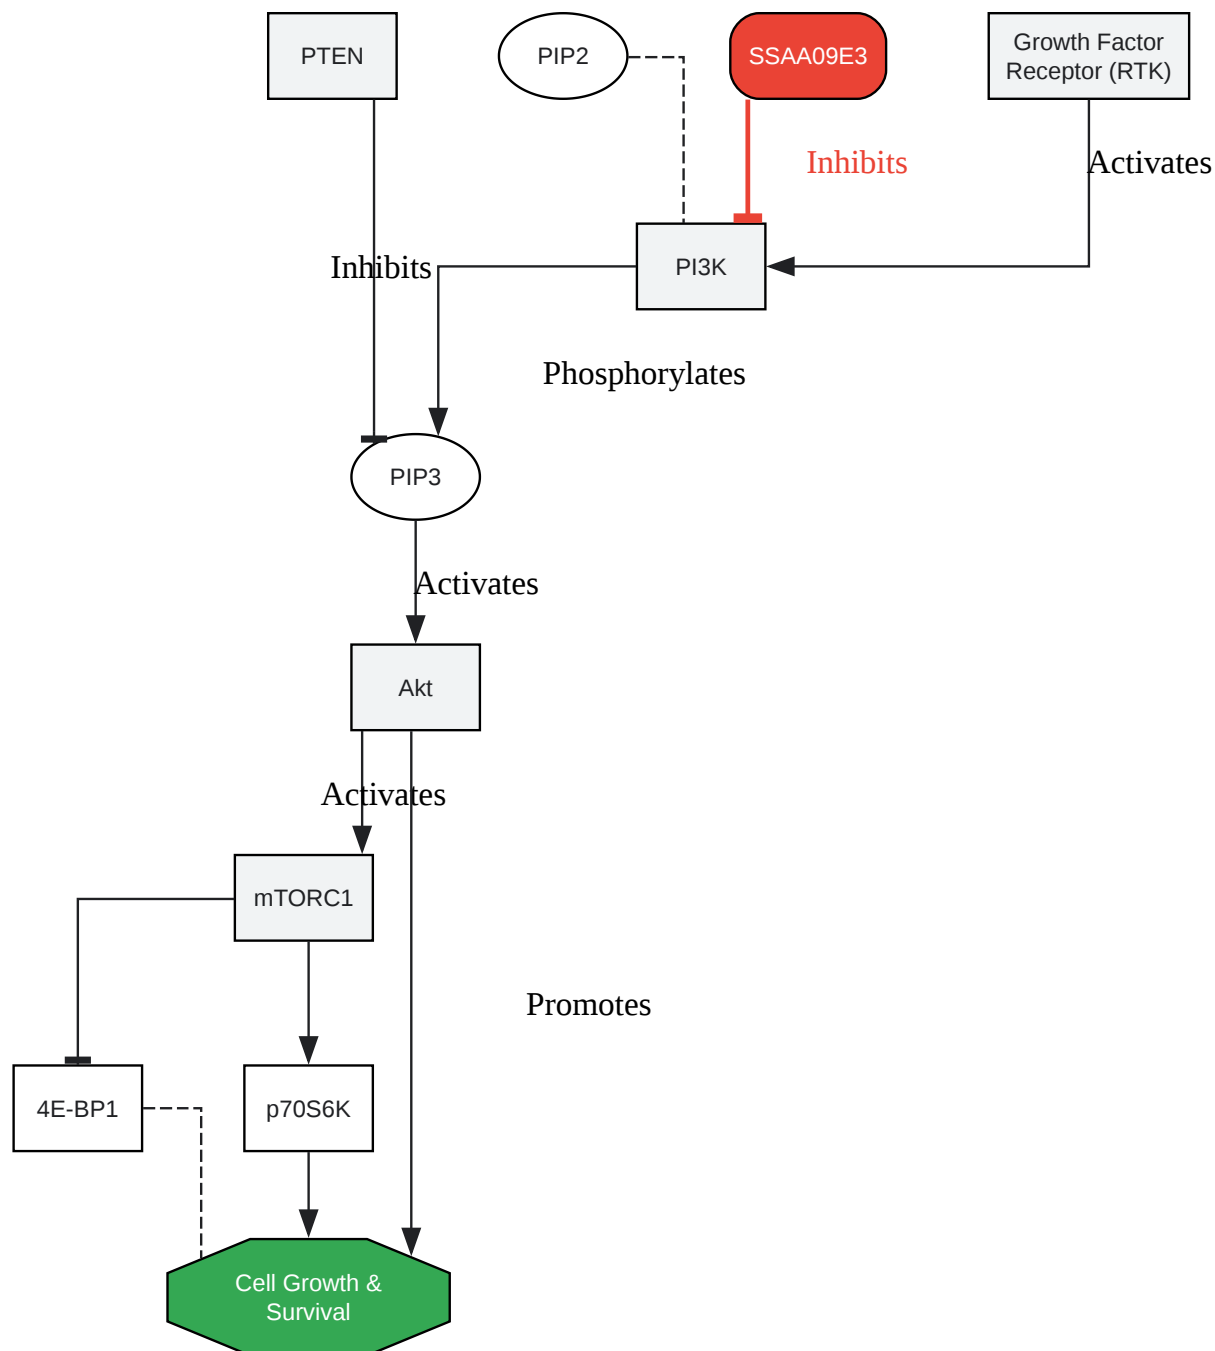 PTEN
PIP2
SSAA09E3
Growth Factor
Receptor (RTK)
Inhibits
Activates
Inhibits
PI3K
Phosphorylates
PIP3
Activates
Akt
Activates
mTORC1
Promotes
4E-BP1
p70S6K
Cell Growth &
Survival